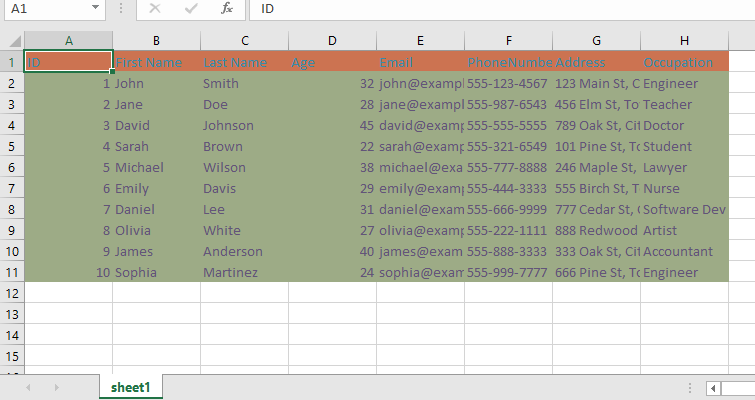 A1 fx ID
A B C D E F G H
1 ID First Name Last Name Age Email PhoneNumbe Address Occupation
2 1 John Smith 32 john@exampl 555-123-4567 123 Main St, C Engineer
3 2 Jane Doe 28 jane@exampl 555-987-6543 456 Elm St, To Teacher
4 3 David Johnson 45 david@examp 555-555-5555 789 Oak St, Cit Doctor
5 4 Sarah Brown 22 sarah@examp 555-321-6549 101 Pine St, To Student
6 5 Michael Wilson 38 michael@exa 555-777-8888 246 Maple St, Lawyer
7 6 Emily Davis 29 emily@examp 555-444-3333 555 Birch St, T Nurse
8 7 Daniel Lee 31 daniel@exam 555-666-9999 777 Cedar St, Software Dev
9 8 Olivia White 27 olivia@examp 555-222-1111 888 Redwood Artist
10 9 James Anderson 40 james@exam 555-888-3333 333 Oak St, Cit Accountant
11 10 Sophia Martinez 24 sophia@exam 555-999-7777 666 Pine St, To Engineer
12
13
14
15
sheet1